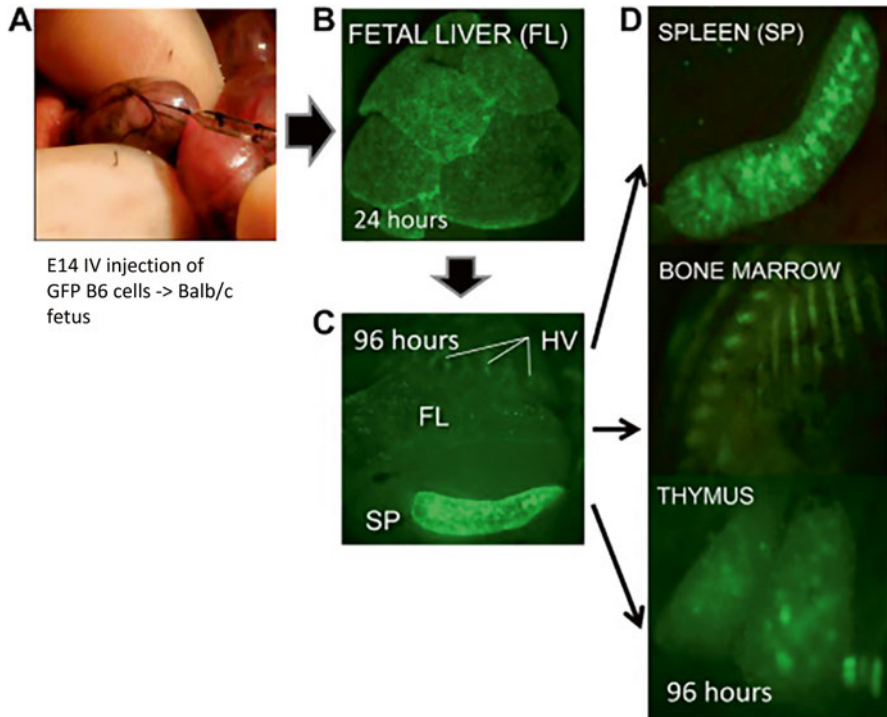 A
E14 IV injection of
GFP B6 cells -> Balb/c
fetus
B
FETAL LIVER (FL)
24 hours
C
96 hours
HV
FL
SP
D
SPLEEN (SP)
BONE MARROW
THYMUS
96 hours